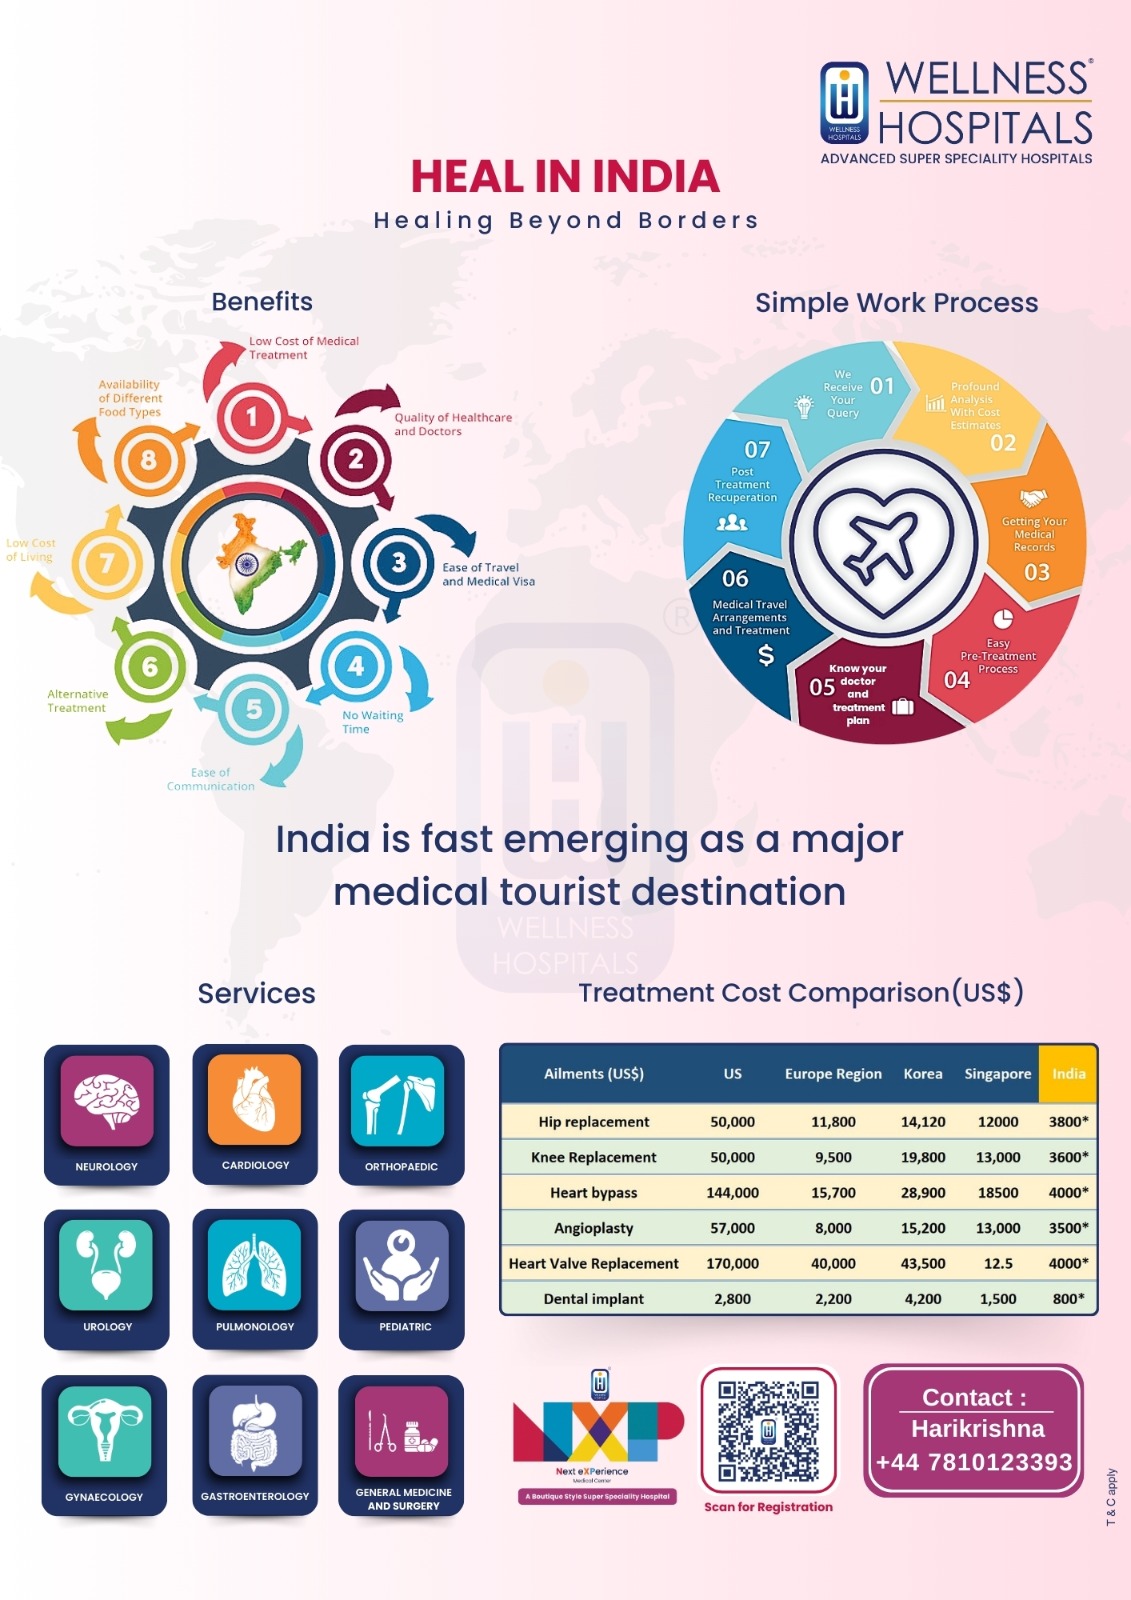 WELLNESS®
HOSPITALS
WELLNESS
HOSPITALS
ADVANCED SUPER SPECIALITY HOSPITALS
HEAL IN INDIA
Healing Beyond Borders
Benefits
Low Cost of Medical
Treatment
1
Quality of Healthcare
and Doctors
2
Ease of Travel
and Medical Visa
3
No Waiting
Time
4
Ease of
Communication
5
Alternative
Treatment
6
Low Cost
of Living
7
Availability
of Different
Food Types
8
Simple Work Process
We
Receive
Your
Query
01
Profound
Analysis
With Cost
Estimates
02
Getting Your
Medical
Records
03
Easy
Pre-Treatment
Process
04
Know your
doctor
and
treatment
plan
05
06
Medical Travel
Arrangements
and Treatment
$
07
Post
Treatment
Recuperation
®
India is fast emerging as a major
medical tourist destination
WELLNESS
HOSPITALS
Services
NEUROLOGY
CARDIOLOGY
ORTHOPAEDIC
UROLOGY
PULMONOLOGY
PEDIATRIC
GYNAECOLOGY
GASTROENTEROLOGY
GENERAL MEDICINE
AND SURGERY
Treatment Cost Comparison(US$)
Ailments (US$) US Europe Region Korea Singapore India
Hip replacement 50,000 11,800 14,120 12000 3800*
Knee Replacement 50,000 9,500 19,800 13,000 3600*
Heart bypass 144,000 15,700 28,900 18500 4000*
Angioplasty 57,000 8,000 15,200 13,000 3500*
Heart Valve Replacement 170,000 40,000 43,500 12.5 4000*
Dental implant 2,800 2,200 4,200 1,500 800*
NXP
Next eXPerience
Medical Center
A Boutique Style Super Speciality Hospital
Scan for Registration
Contact :
Harikrishna
+44 7810123393
T & C apply